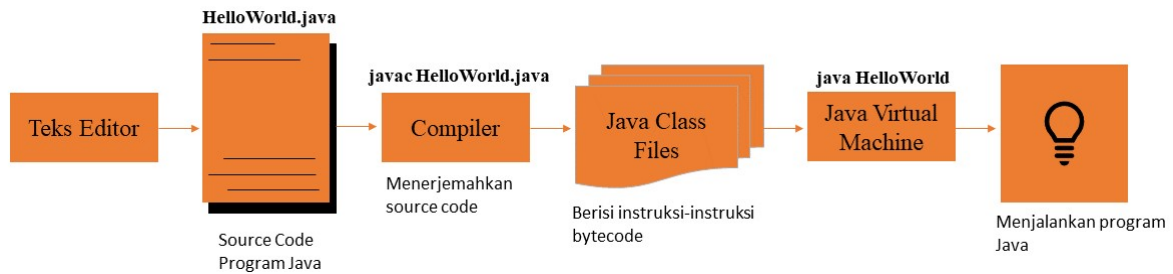 HelloWorld.java
Teks Editor
Source Code
Program Java
javac HelloWorld.java
Compiler
Menerjemahkan
source code
Java Class
Files
Berisi instruksi-instruksi
bytecode
java HelloWorld
Java Virtual
Machine
Menjalankan program
Java